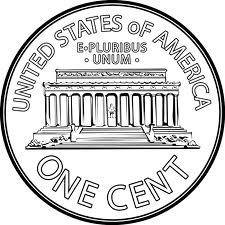 UNITED STATES OF AMERICA
E·PLURIBUS
·UNUM·
ONE CENT